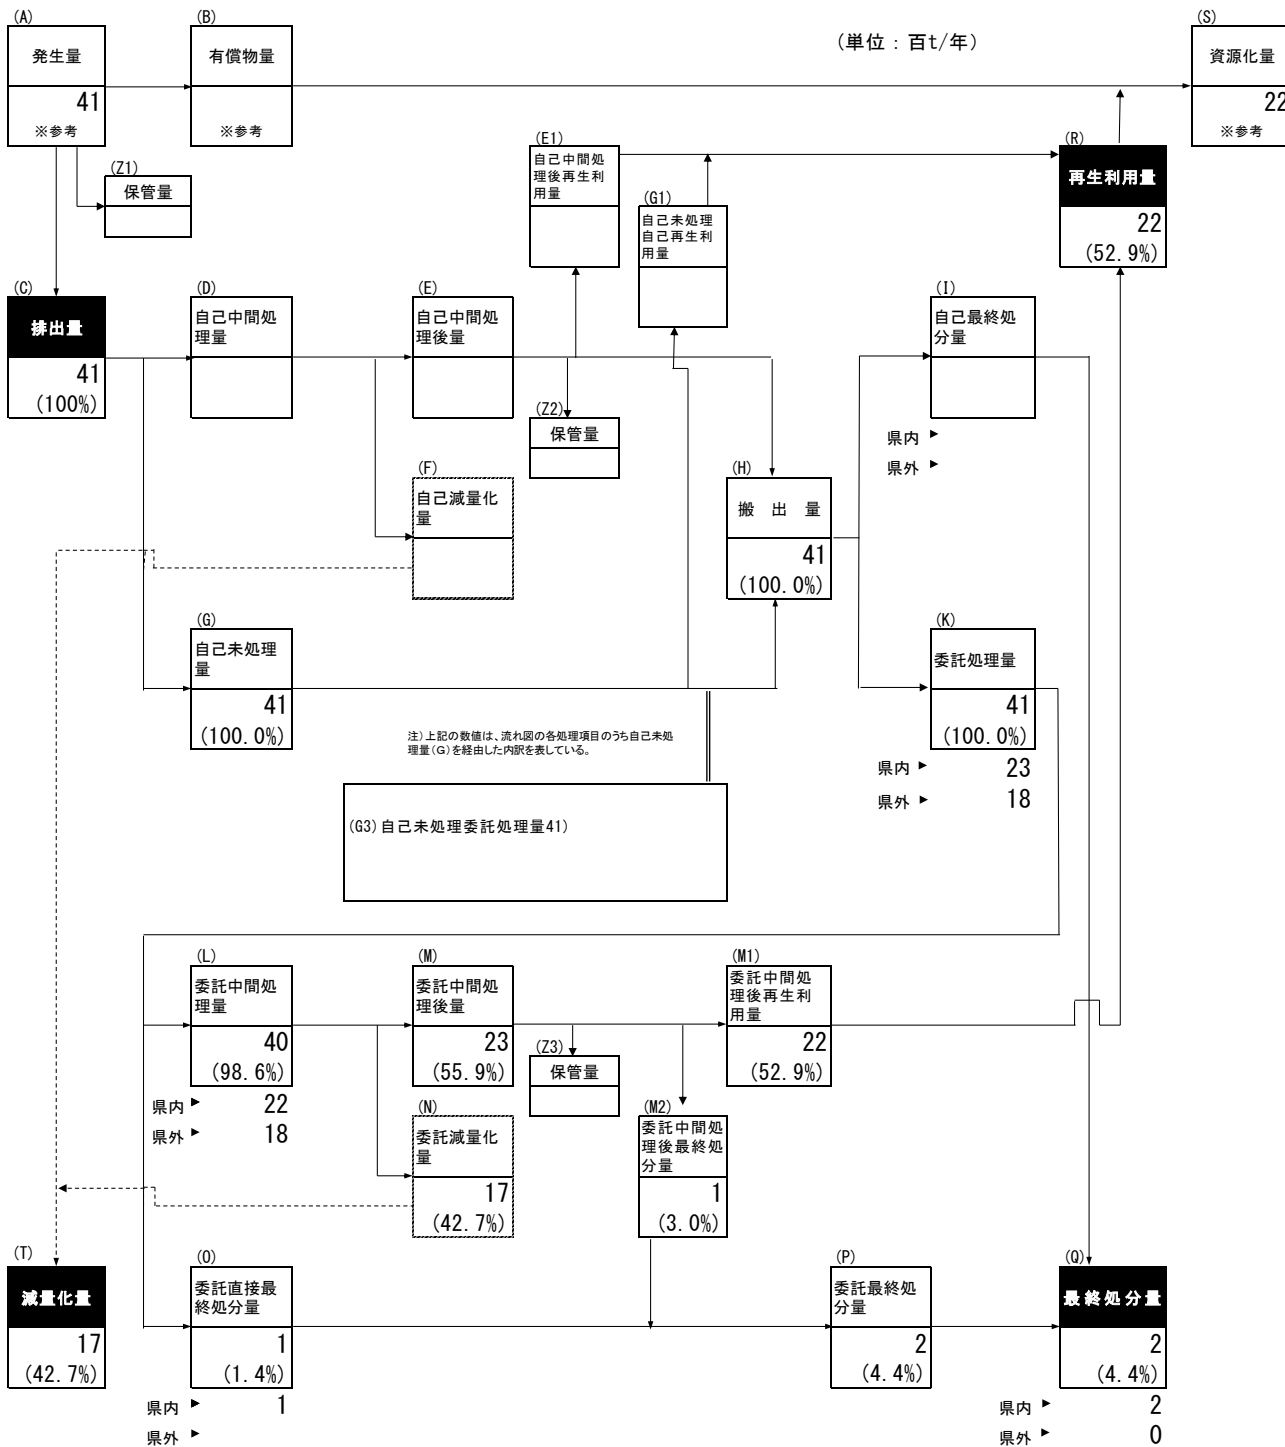 (A)
発生量
41
※参考
(B)
有償物量
※参考
(単位：百t/年)
(S)
資源化量
22
※参考
(Z1)
保管量
(E1)
自己中間処
理後再生利
用量
(G1)
自己未処理
自己再生利
用量
(R)
再生利用量
22
(52.9%)
(C)
排出量
41
(100%)
(D)
自己中間処
理量
(E)
自己中間処
理後量
(Z2)
保管量
(F)
自己減量化
量
(H)
搬 出 量
41
(100.0%)
(I)
自己最終処
分量
県内 ▶
県外 ▶
(G)
自己未処理
量
41
(100.0%)
(K)
委託処理量
41
(100.0%)
県内 ▶ 23
県外 ▶ 18
注)上記の数値は、流れ図の各処理項目のうち自己未処
理量(G)を経由した内訳を表している。
(G3)自己未処理委託処理量41)
(L)
委託中間処
理量
40
(98.6%)
県内 ▶ 22
県外 ▶ 18
(M)
委託中間処
理後量
23
(55.9%)
(Z3)
保管量
(M1)
委託中間処
理後再生利
用量
22
(52.9%)
(N)
委託減量化
量
17
(42.7%)
(M2)
委託中間処
理後最終処
分量
1
(3.0%)
(T)
減量化量
17
(42.7%)
(O)
委託直接最
終処分量
1
(1.4%)
県内 ▶ 1
県外 ▶
(P)
委託最終処
分量
2
(4.4%)
(Q)
最終処分量
2
(4.4%)
県内 ▶ 2
県外 ▶ 0